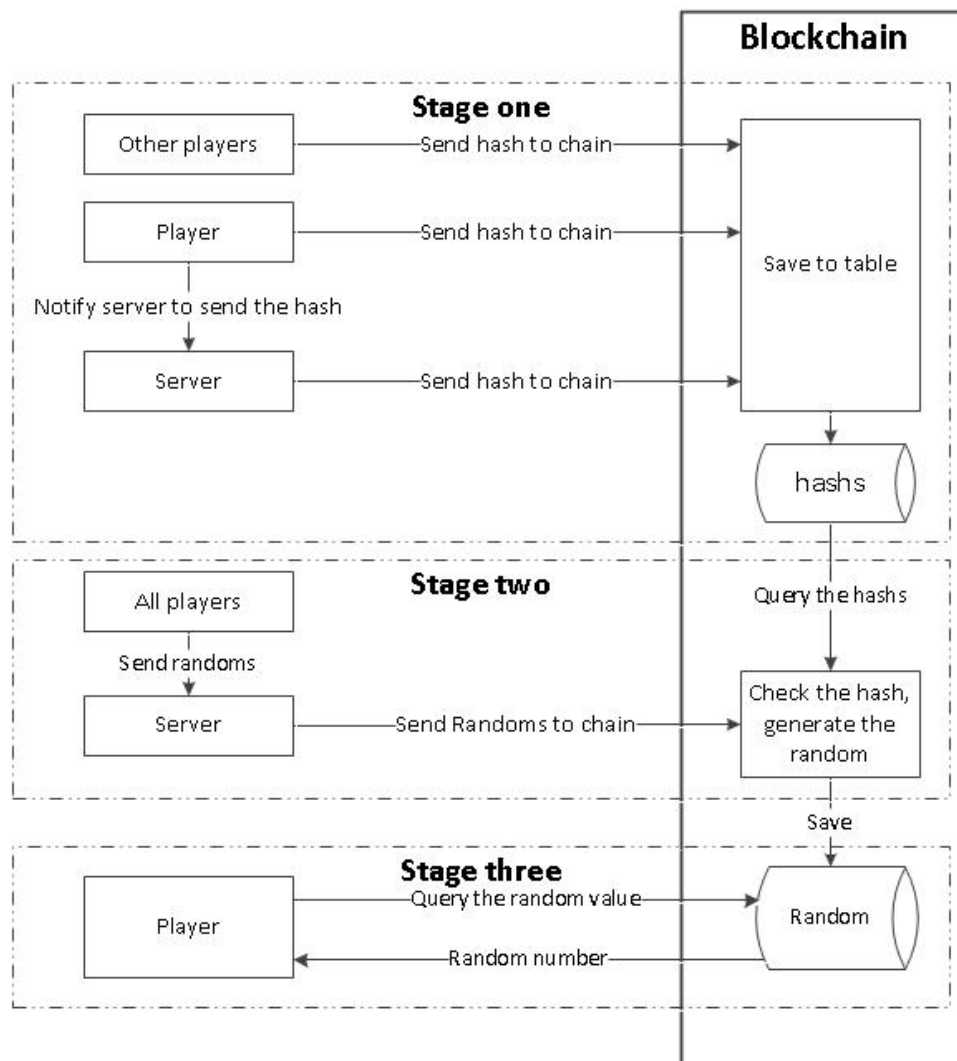 Blockchain
Stage one
Other players
Send hash to chain
Player
Send hash to chain
Save to table
Notify server to send the hash
Server
Send hash to chain
hashs
Stage two
All players
Query the hashs
Send randoms
Server
Send Randoms to chain
Check the hash,
generate the
random
Save
Stage three
Query the random value
Player
Random
Random number